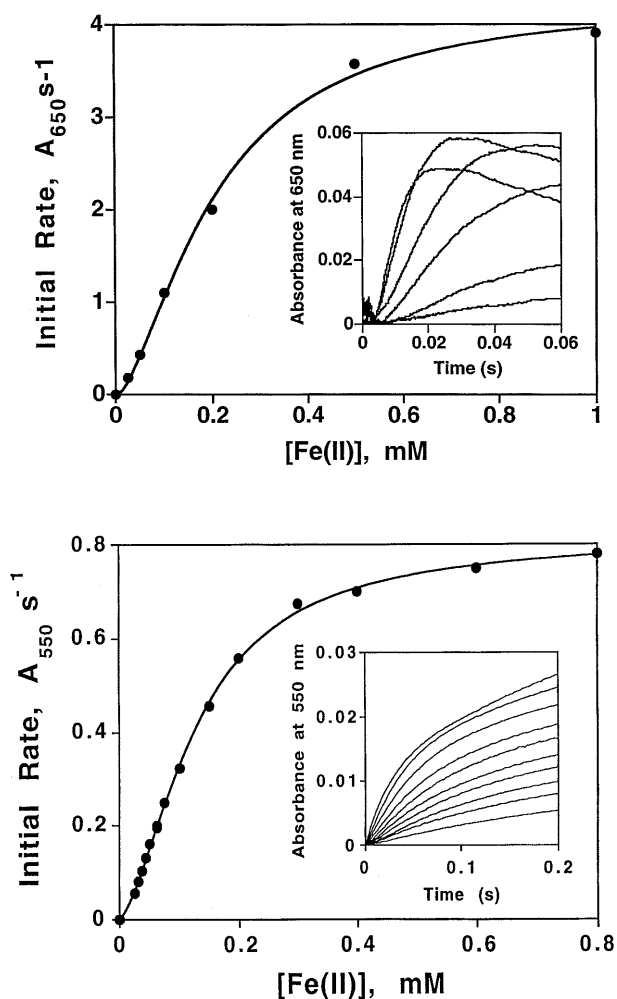 4
3
2
1
0
Initial Rate, A650s-1
0.06
0.04
0.02
0
Absorbance at 650 nm
0 0.02 0.04 0.06
Time (s)
0 0.2 0.4 0.6 0.8 1
[Fe(II)], mM
0.8
0.6
0.4
0.2
0
Initial Rate, A550 s-1
0.03
0.02
0.01
0
Absorbance at 550 nm
0 0.1 0.2
Time (s)
0 0.2 0.4 0.6 0.8
[Fe(II)], mM